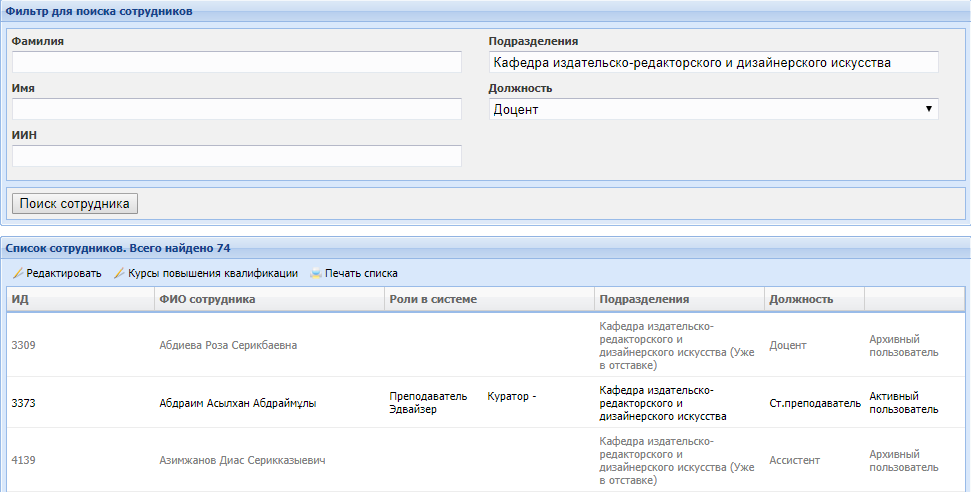 Фильтр для поиска сотрудников
Фамилия
Подразделения
Кафедра издательско-редакторского и дизайнерского искусства
Имя
Должность
Доцент
ИИН
Поиск сотрудника
Список сотрудников. Всего найдено 74
Редактировать Курсы повышения квалификации Печать списка
ИД ФИО сотрудника Роли в системе Подразделения Должность
3309 Абдиева Роза Серикбаевна
Кафедра издательско-
редакторского и
дизайнерского искусства (Уже
в отставке)
Доцент
Архивный
пользователь
3373 Абдраим Асылхан Абдраймұлы
Преподаватель Куратор -
Эдвайзер
Кафедра издательско-
редакторского и
дизайнерского искусства
Ст.преподаватель
Активный
пользователь
4139 Азимжанов Диас Серикказыевич
Кафедра издательско-
редакторского и
дизайнерского искусства (Уже
в отставке)
Ассистент
Архивный
пользователь